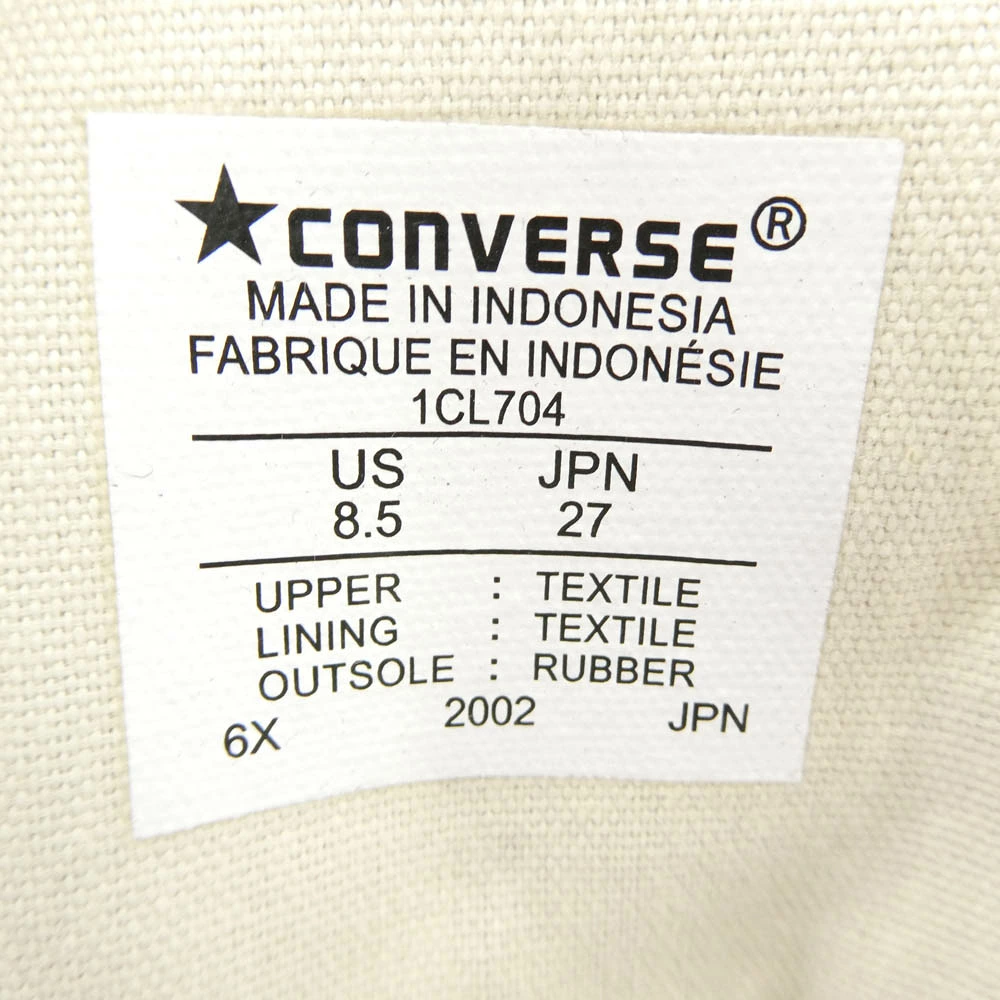 ★CONVERSE®
MADE IN INDONESIA
FABRIQUE EN INDONÉSIE
1CL704
US JPN
8.5 27
UPPER : TEXTILE
LINING : TEXTILE
OUTSOLE : RUBBER
6X 2002 JPN